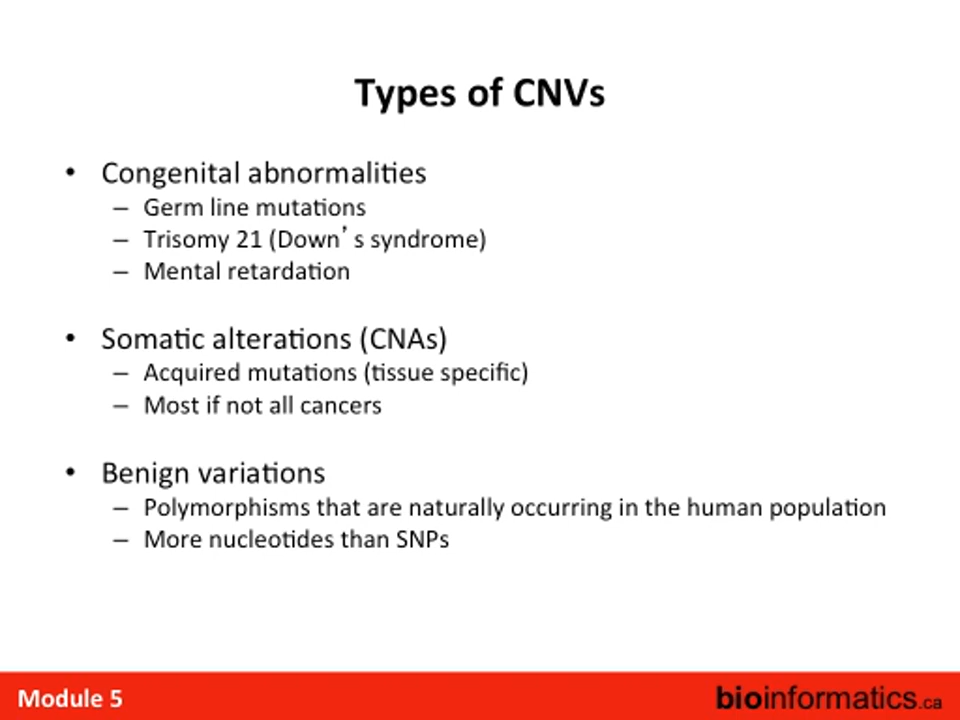 Types of CNVs
• Congenital abnormalities
– Germ line mutations
– Trisomy 21 (Down’s syndrome)
– Mental retardation
• Somatic alterations (CNAs)
– Acquired mutations (tissue specific)
– Most if not all cancers
• Benign variations
– Polymorphisms that are naturally occurring in the human population
– More nucleotides than SNPs
Module 5
bioinformatics.ca